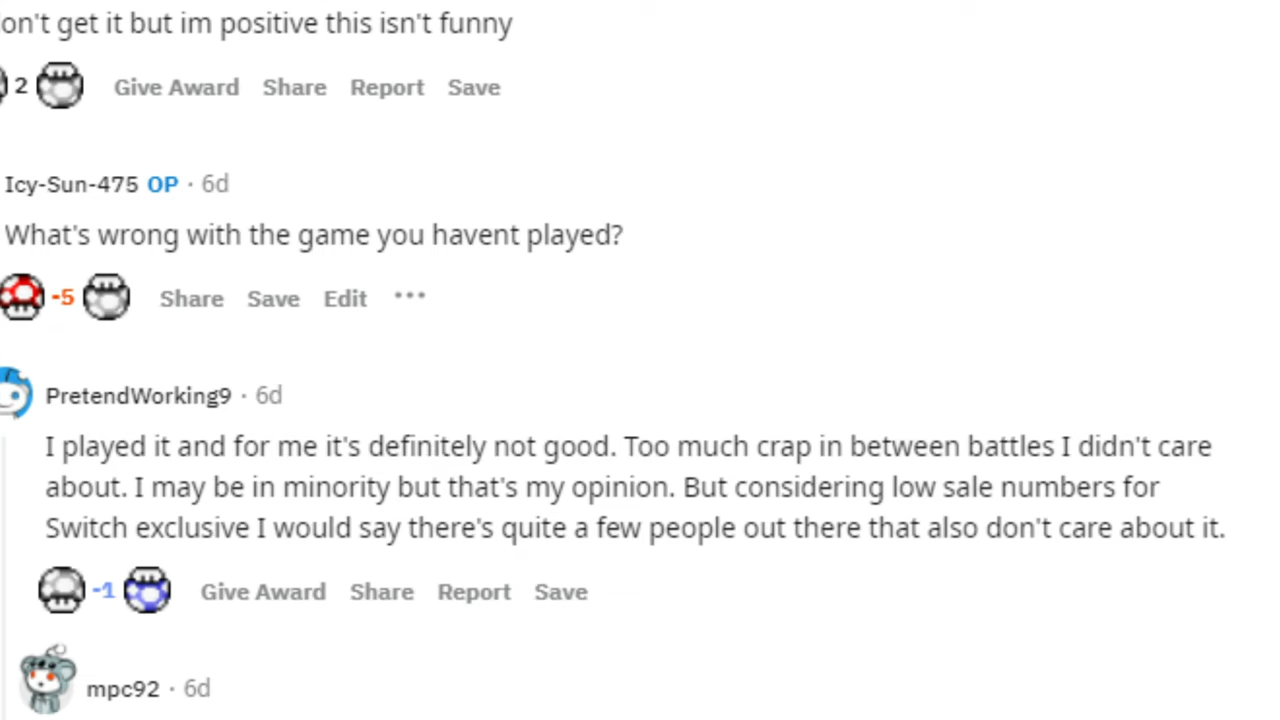 on't get it but im positive this isn't funny
2 Give Award Share Report Save
Icy-Sun-475 OP · 6d
What's wrong with the game you havent played?
-5 Share Save Edit ···
PretendWorking9 · 6d
I played it and for me it's definitely not good. Too much crap in between battles I didn't care
about. I may be in minority but that's my opinion. But considering low sale numbers for
Switch exclusive I would say there's quite a few people out there that also don't care about it.
-1 Give Award Share Report Save
mpc92 · 6d